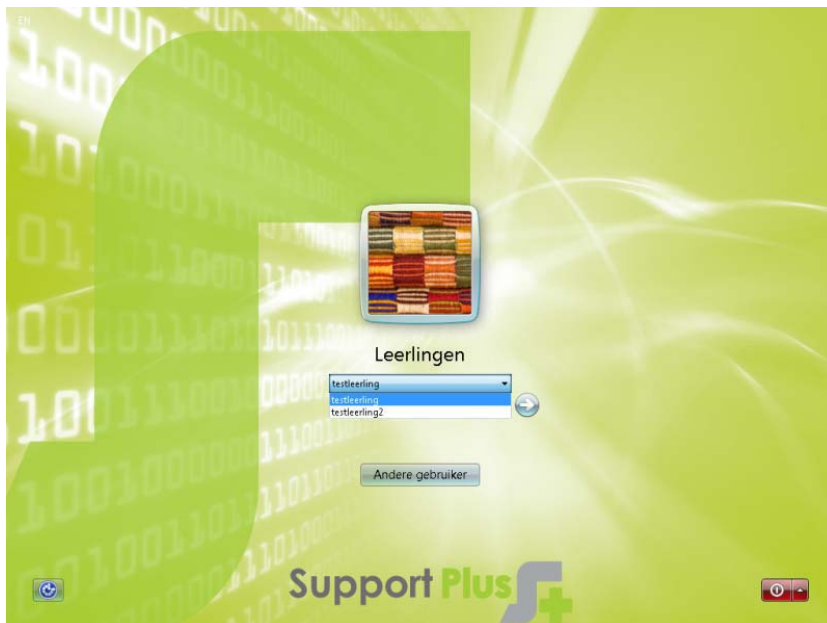 EN
Leerlingen
testleerling
testleerling
testleerling2
Andere gebruiker
Support Plus